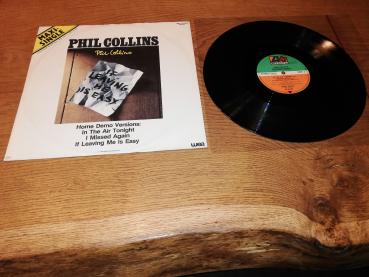 MAXI
SINGLE
PHIL COLLINS
Phil Collins
IF
LEAVING
ME
IS EASY
Home Demo Versions:
In The Air Tonight
I Missed Again
If Leaving Me is Easy
wea